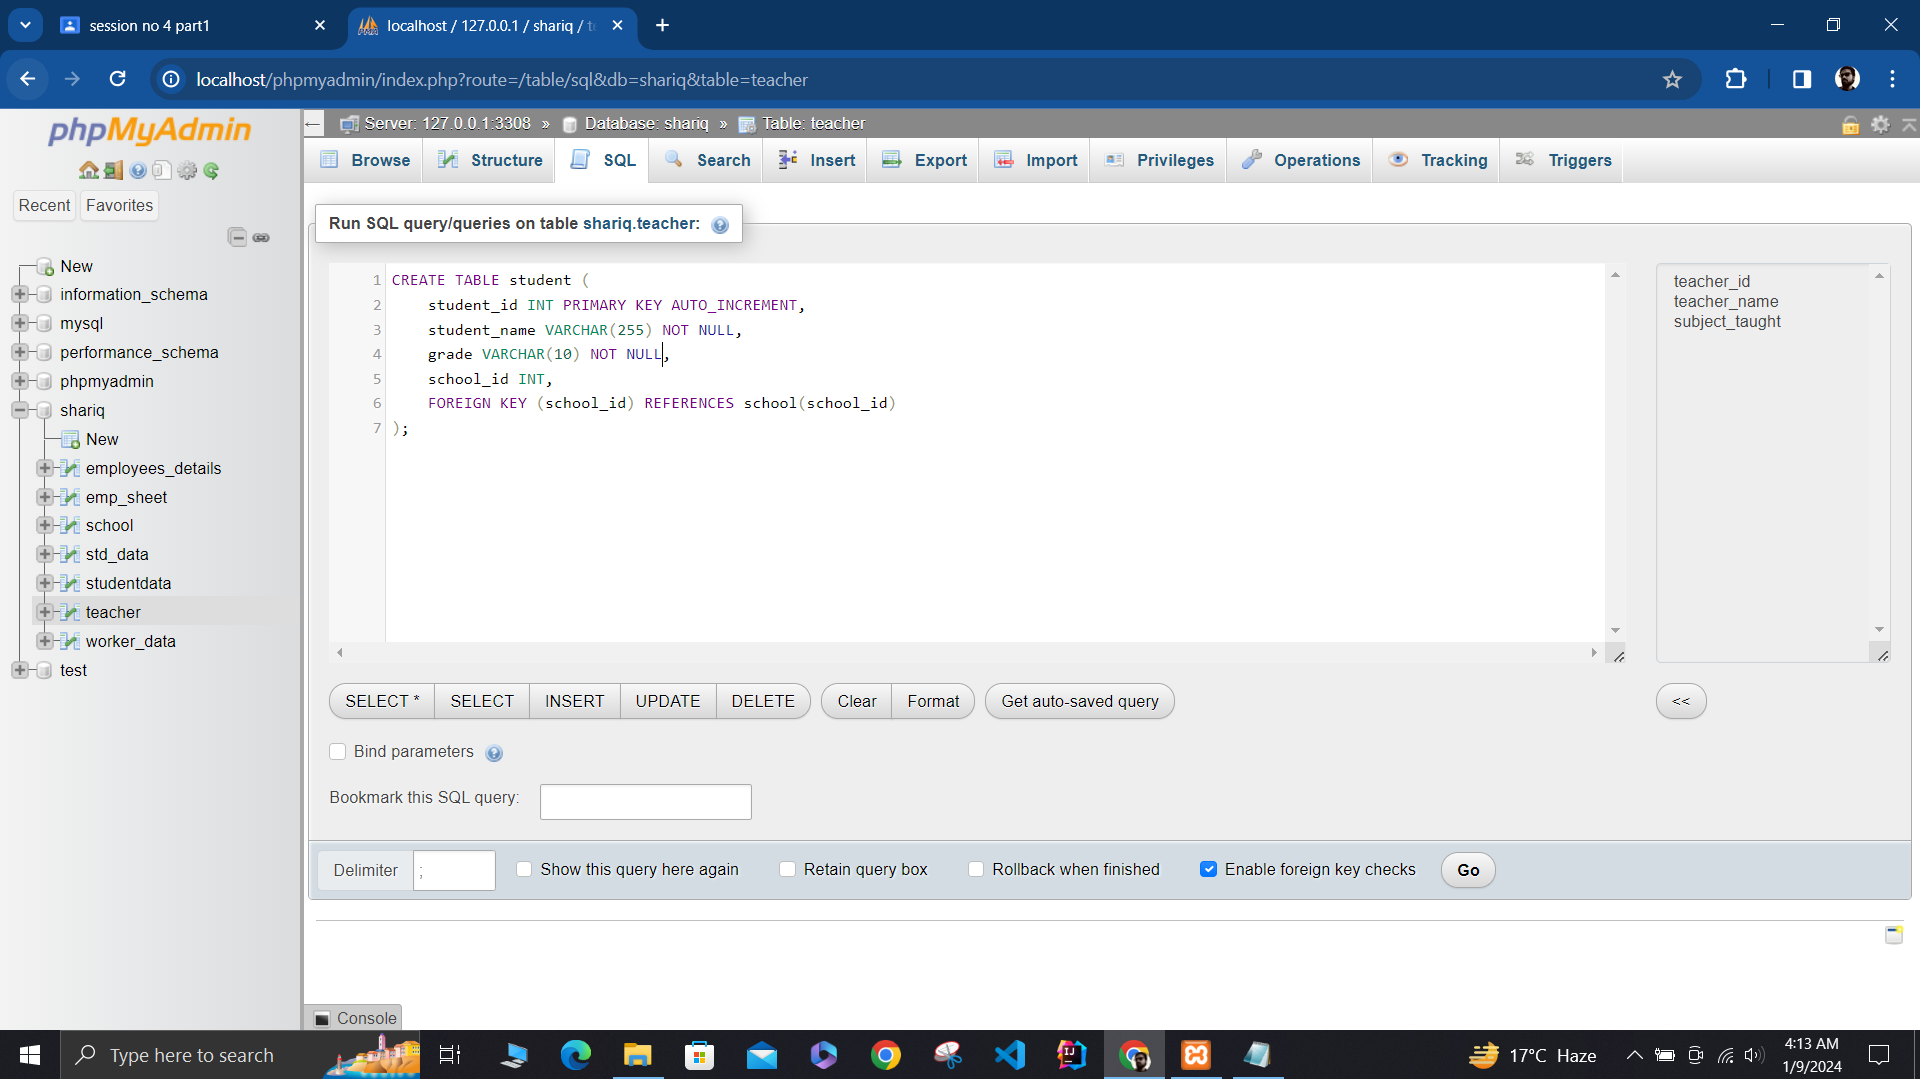 session no 4 part1
localhost / 127.0.0.1 / shariq / t
localhost/phpmyadmin/index.php?route=/table/sql&db=shariq&table=teacher
phpMyAdmin
Recent
Favorites
New
information_schema
mysql
performance_schema
phpmyadmin
shariq
New
employees_details
emp_sheet
school
std_data
studentdata
teacher
worker_data
test
Server: 127.0.0.1:3308 » Database: shariq » Table: teacher
Browse
Structure
SQL
Search
Insert
Export
Import
Privileges
Operations
Tracking
Triggers
Run SQL query/queries on table shariq.teacher:
1 CREATE TABLE student (
2 student_id INT PRIMARY KEY AUTO_INCREMENT,
3 student_name VARCHAR(255) NOT NULL,
4 grade VARCHAR(10) NOT NULL,
5 school_id INT,
6 FOREIGN KEY (school_id) REFERENCES school(school_id)
7 );
teacher_id
teacher_name
subject_taught
SELECT *
SELECT
INSERT
UPDATE
DELETE
Clear
Format
Get auto-saved query
<<
Bind parameters
Bookmark this SQL query:
Delimiter
;
Show this query here again
Retain query box
Rollback when finished
Enable foreign key checks
Go
Console
Type here to search
17°C Haze
4:13 AM
1/9/2024